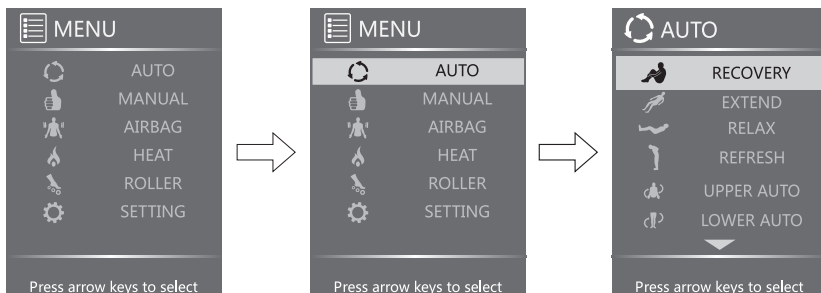 MENU
AUTO
MANUAL
AIRBAG
HEAT
ROLLER
SETTING
Press arrow keys to select
MENU
AUTO
MANUAL
AIRBAG
HEAT
ROLLER
SETTING
Press arrow keys to select
AUTO
RECOVERY
EXTEND
RELAX
REFRESH
UPPER AUTO
LOWER AUTO
Press arrow keys to select